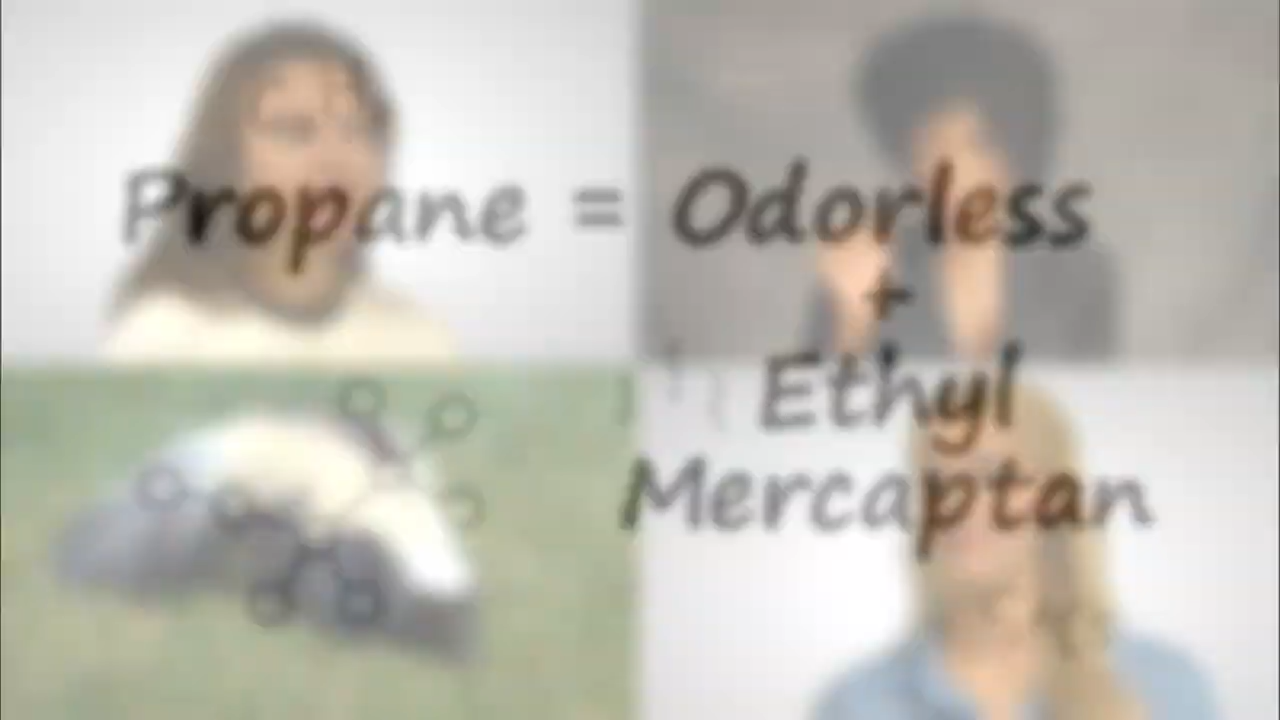 Propane = Odorless
+
Ethyl
Mercaptan